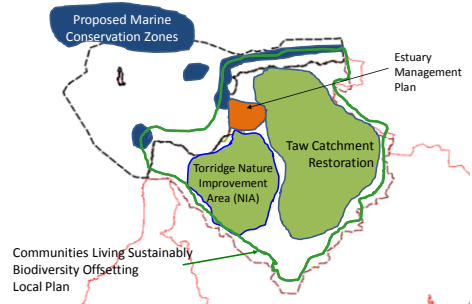 Proposed Marine
Conservation Zones
Estuary
Management
Plan
Taw Catchment
Restoration
Torridge Nature
Improvement
Area (NIA)
Communities Living Sustainably
Biodiversity Offsetting
Local Plan